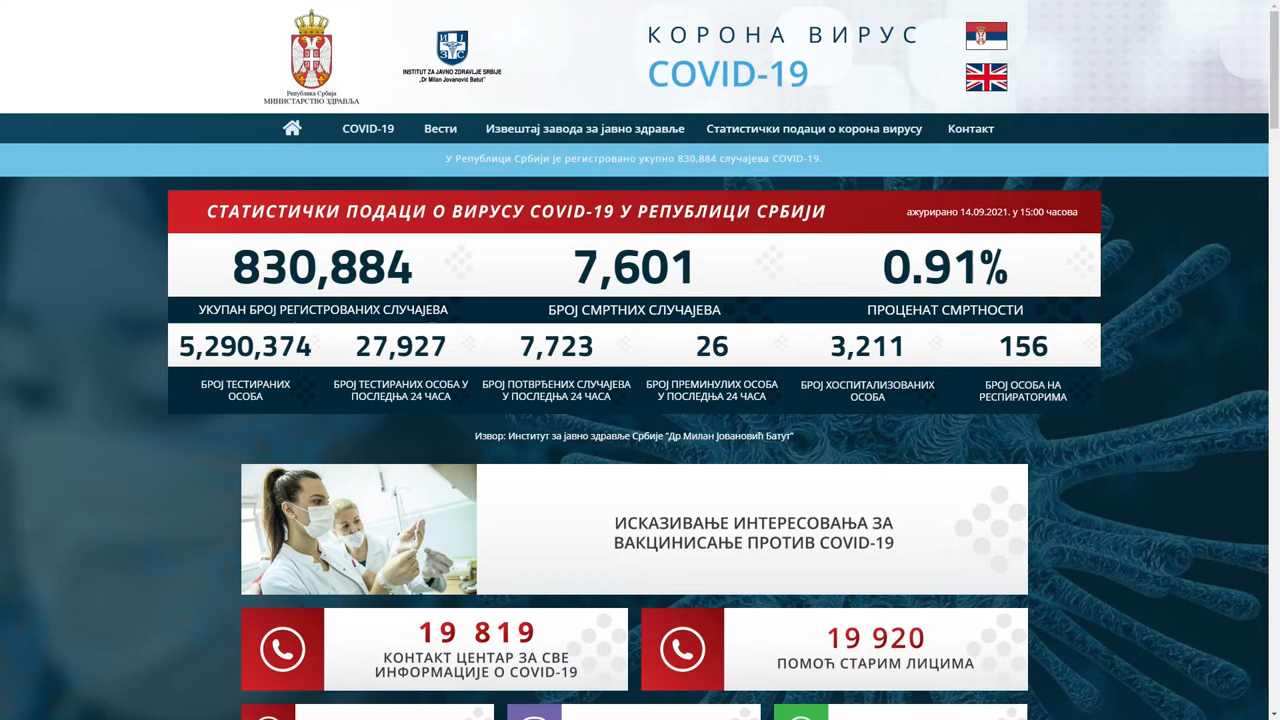 КОРОНА ВИРУС
COVID-19
Република Србија
МИНИСТАРСТВО ЗДРАВЉА
ИЈЗС
INSTITUT ZA JAVNO ZDRAVLJE SRBIJE
„Dr Milan Jovanović Batut”
COVID-19 Вести Извештај завода за јавно здравље Статистички подаци о корона вирусу Контакт
У Републици Србији је регистровано укупно 830,884 случајева COVID-19.
СТАТИСТИЧКИ ПОДАЦИ О ВИРУСУ COVID-19 У РЕПУБЛИЦИ СРБИЈИ
ажурирано 14.09.2021. у 15:00 часова
830,884 7,601 0.91%
УКУПАН БРОЈ РЕГИСТРОВАНИХ СЛУЧАЈЕВА БРОЈ СМРТНИХ СЛУЧАЈЕВА ПРОЦЕНАТ СМРТНОСТИ
5,290,374 27,927 7,723 26 3,211 156
БРОЈ ТЕСТИРАНИХ
ОСОБА
БРОЈ ТЕСТИРАНИХ ОСОБА У
ПОСЛЕДЊА 24 ЧАСА
БРОЈ ПОТВРЂЕНИХ СЛУЧАЈЕВА
У ПОСЛЕДЊА 24 ЧАСА
БРОЈ ПРЕМИНУЛИХ ОСОБА
У ПОСЛЕДЊА 24 ЧАСА
БРОЈ ХОСПИТАЛИЗОВАНИХ
ОСОБА
БРОЈ ОСОБА НА
РЕСПИРАТОРИМА
Извор: Институт за јавно здравље Србије "Др Милан Јовановић Батут"
ИСКАЗИВАЊЕ ИНТЕРЕСОВАЊА ЗА
ВАКЦИНИСАЊЕ ПРОТИВ COVID-19
19 819
КОНТАКТ ЦЕНТАР ЗА СВЕ
ИНФОРМАЦИЈЕ О COVID-19
19 920
ПОМОЋ СТАРИМ ЛИЦИМА